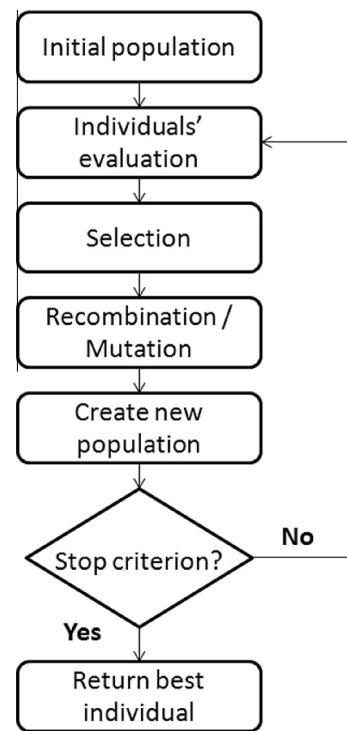 Initial population
Individuals’
evaluation
Selection
Recombination /
Mutation
Create new
population
Stop criterion?
No
Yes
Return best
individual